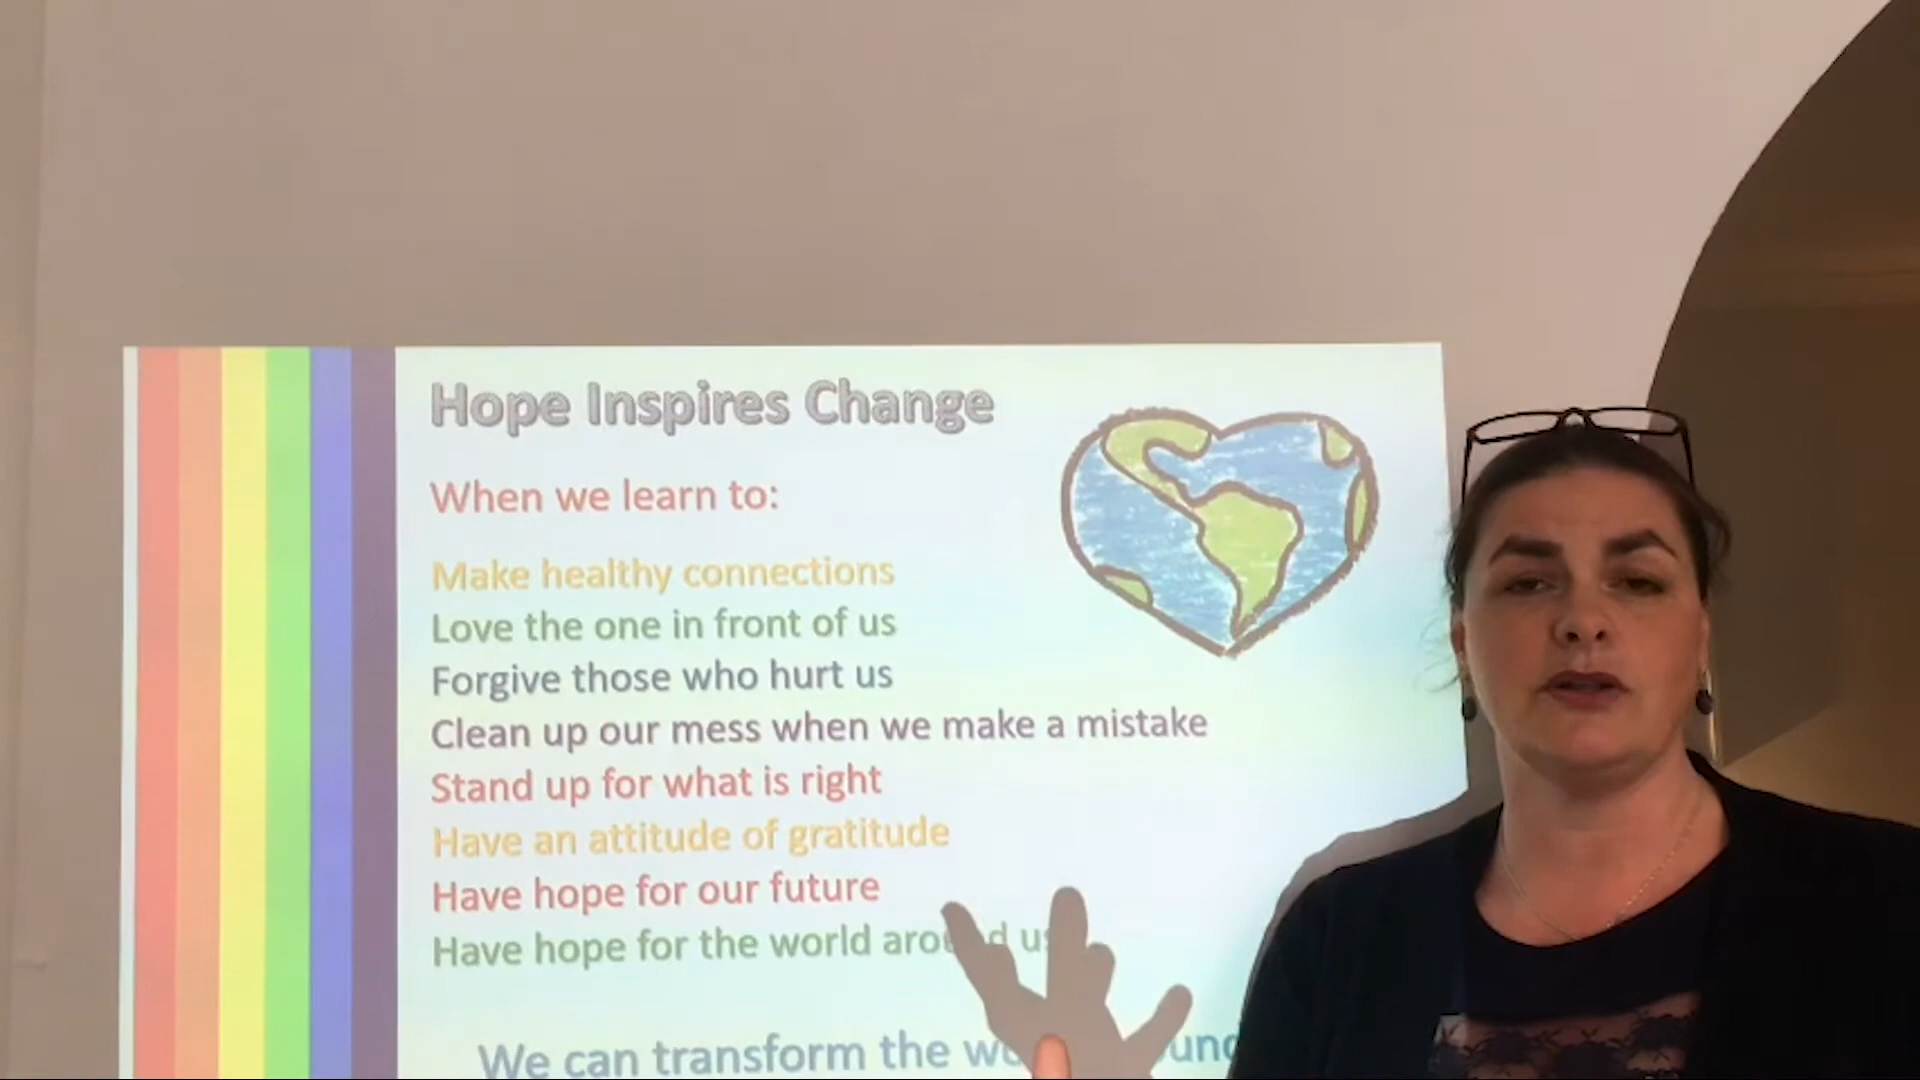 Hope Inspires Change
When we learn to:
Make healthy connections
Love the one in front of us
Forgive those who hurt us
Clean up our mess when we make a mistake
Stand up for what is right
Have an attitude of gratitude
Have hope for our future
Have hope for the world around us
We can transform the